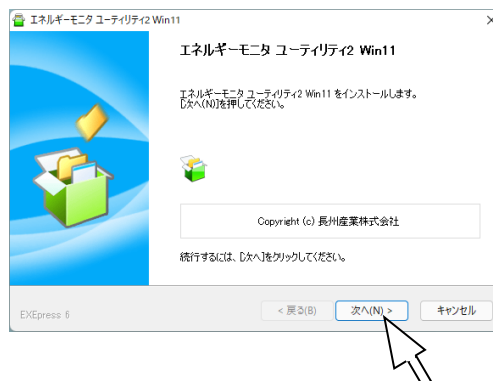 エネルギーモニタ ユーティリティ2 Win11
エネルギーモニタ ユーティリティ2 Win11
エネルギーモニタ ユーティリティ2 Win11 をインストールします。
[次へ(N)]を押してください。
Copyright (c) 長州産業株式会社
続行するには、[次へ]をクリックしてください。
EXEpress 6
< 戻る(B)
次へ(N) >
キャンセル